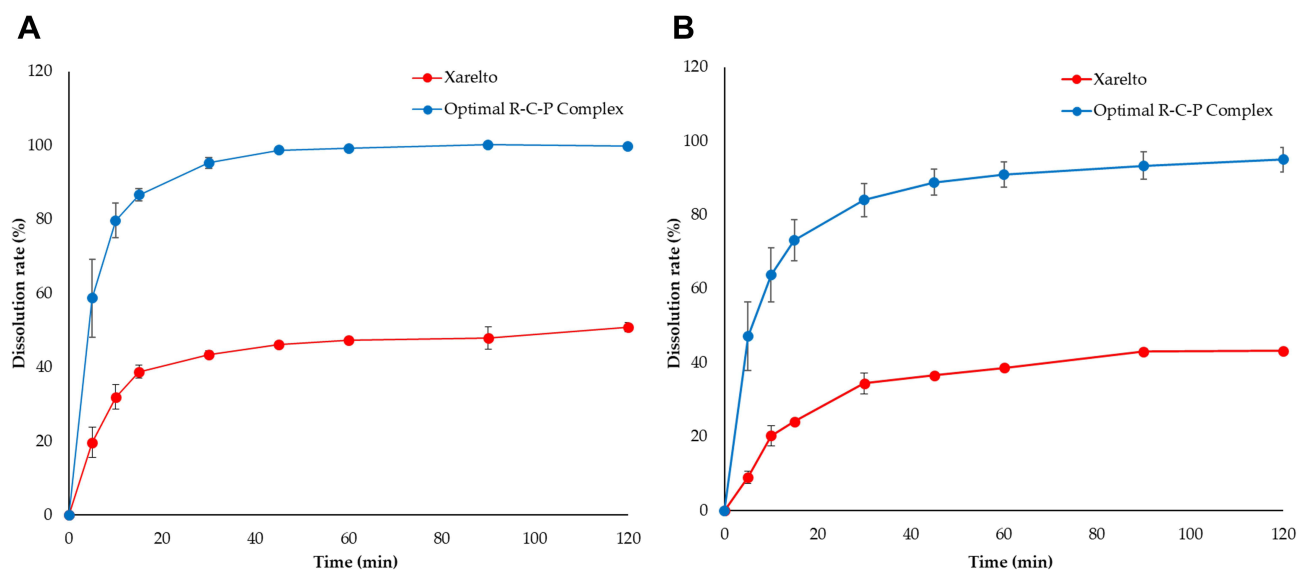 A
120
100
80
60
40
20
0
Dissolution rate (%)
Xarelto
Optimal R-C-P Complex
0 20 40 60 80 100 120
Time (min)
B
120
100
80
60
40
20
0
Dissolution rate (%)
Xarelto
Optimal R-C-P Complex
0 20 40 60 80 100 120
Time (min)